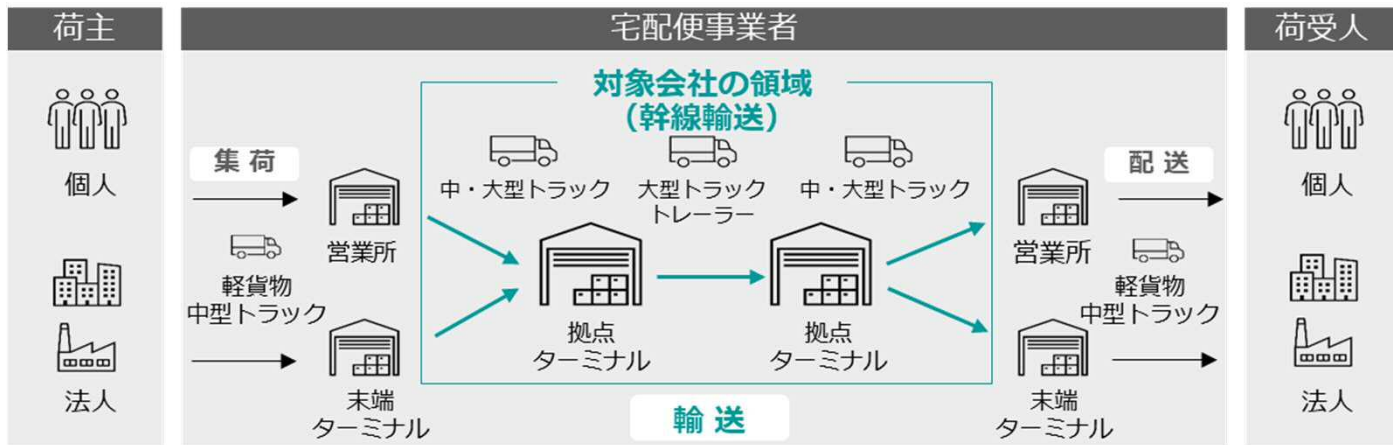 荷主
宅配便事業者
荷受人
個人
法人
集荷
軽貨物
中型トラック
営業所
末端
ターミナル
対象会社の領域
（幹線輸送）
中・大型トラック
大型トラック
トレーラー
中・大型トラック
拠点
ターミナル
拠点
ターミナル
輸送
営業所
末端
ターミナル
配送
軽貨物
中型トラック
個人
法人